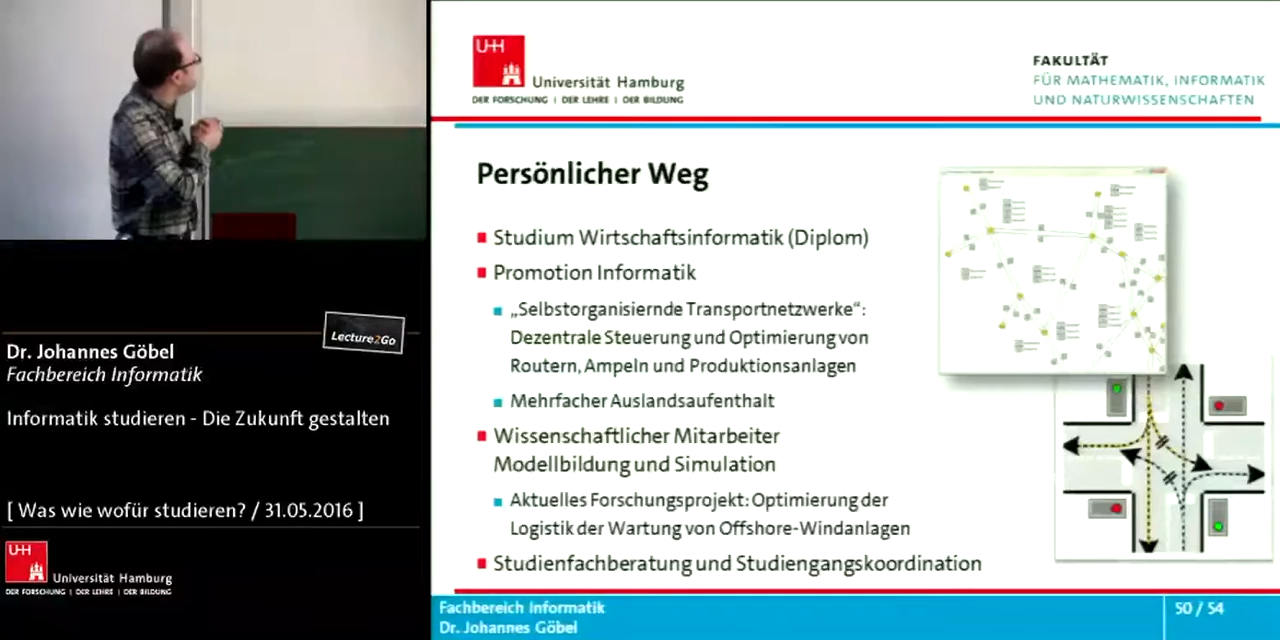 UHH
Universität Hamburg
DER FORSCHUNG | DER LEHRE | DER BILDUNG
FAKULTÄT
FÜR MATHEMATIK, INFORMATIK
UND NATURWISSENSCHAFTEN
Persönlicher Weg
Studium Wirtschaftsinformatik (Diplom)
Promotion Informatik
„Selbstorganisiernde Transportnetzwerke“:
Dezentrale Steuerung und Optimierung von
Routern, Ampeln und Produktionsanlagen
Mehrfacher Auslandsaufenthalt
Wissenschaftlicher Mitarbeiter
Modellbildung und Simulation
Aktuelles Forschungsprojekt: Optimierung der
Logistik der Wartung von Offshore-Windanlagen
Studienfachberatung und Studiengangskoordination
Fachbereich Informatik
Dr. Johannes Göbel
50 / 54
Lecture2Go
Dr. Johannes Göbel
Fachbereich Informatik
Informatik studieren - Die Zukunft gestalten
[ Was wie wofür studieren? / 31.05.2016 ]
UHH
Universität Hamburg
DER FORSCHUNG | DER LEHRE | DER BILDUNG